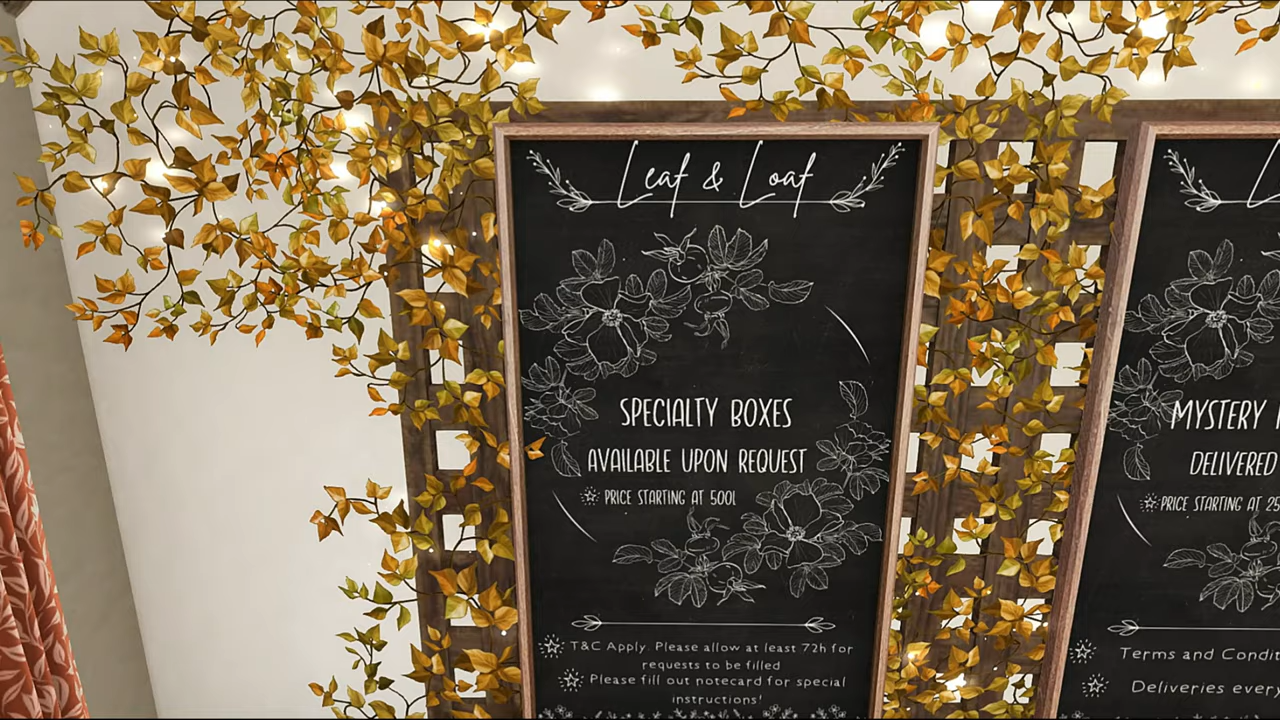 Leaf & Loaf
SPECIALTY BOXES
AVAILABLE UPON REQUEST
PRICE STARTING AT 500L
T&C Apply. Please allow at least 72h for
requests to be filled
Please fill out notecard for special
instructions!
MYSTERY
DELIVERED
PRICE STARTING AT
Terms and
Deliveries every